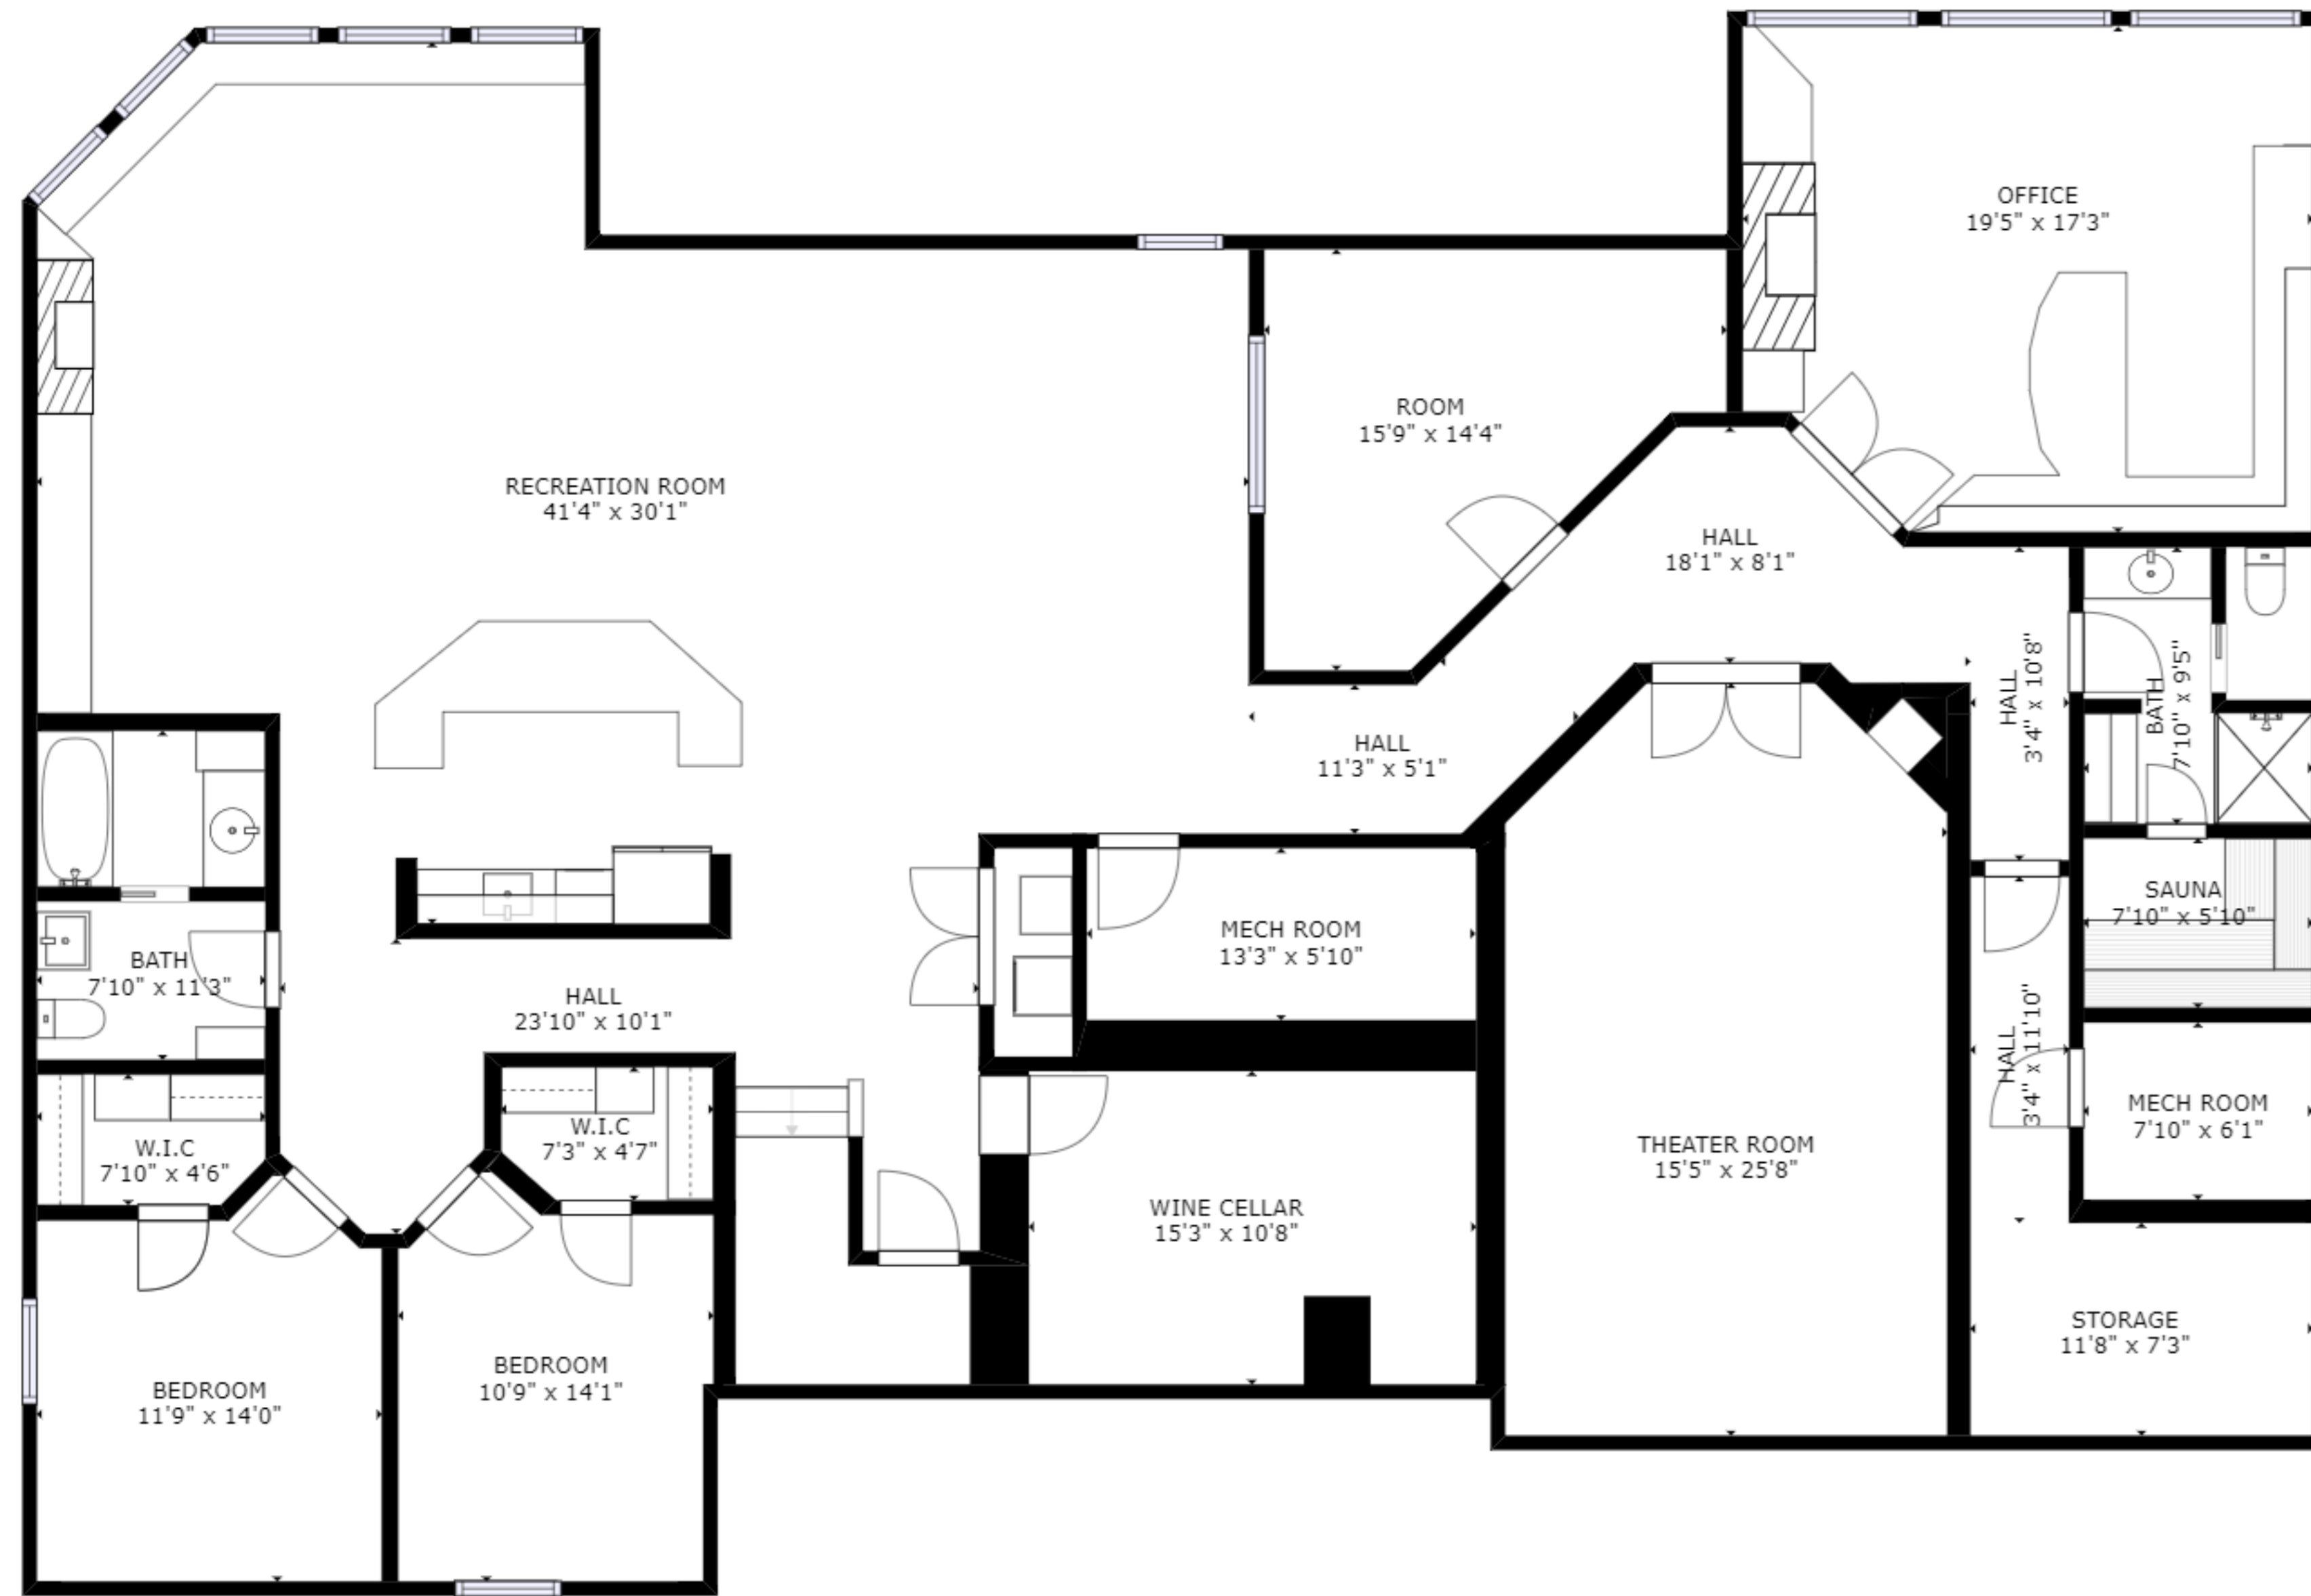 OFFICE
19'5" x 17'3"
ROOM
15'9" x 14'4"
RECREATION ROOM
41'4" x 30'1"
HALL
18'1" x 8'1"
HALL
3'4" x 10'8"
BATH
7'10" x 9'5"
HALL
11'3" x 5'1"
SAUNA
7'10" x 5'10"
MECH ROOM
13'3" x 5'10"
BATH
7'10" x 11'3"
HALL
23'10" x 10'1"
HALL
3'4" x 11'10"
MECH ROOM
7'10" x 6'1"
W.I.C
7'3" x 4'7"
W.I.C
7'10" x 4'6"
THEATER ROOM
15'5" x 25'8"
WINE CELLAR
15'3" x 10'8"
STORAGE
11'8" x 7'3"
BEDROOM
10'9" x 14'1"
BEDROOM
11'9" x 14'0"